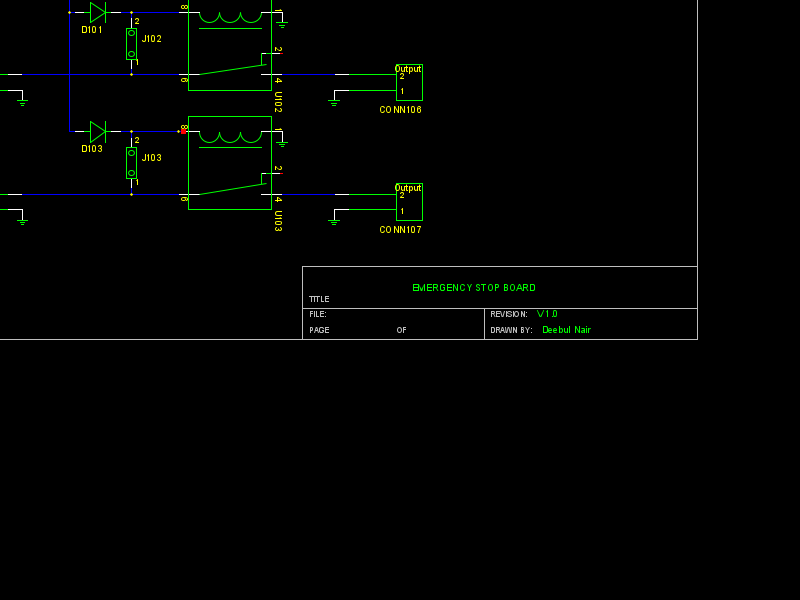 8
1
D101
2
J102
1
2
6
4
U102
Output
2
1
CONN106
8
1
D103
2
J103
1
2
6
4
U103
Output
2
1
CONN107
EMERGENCY STOP BOARD
TITLE
FILE:
REVISION: V1.0
PAGE OF
DRAWN BY: Deebul Nair